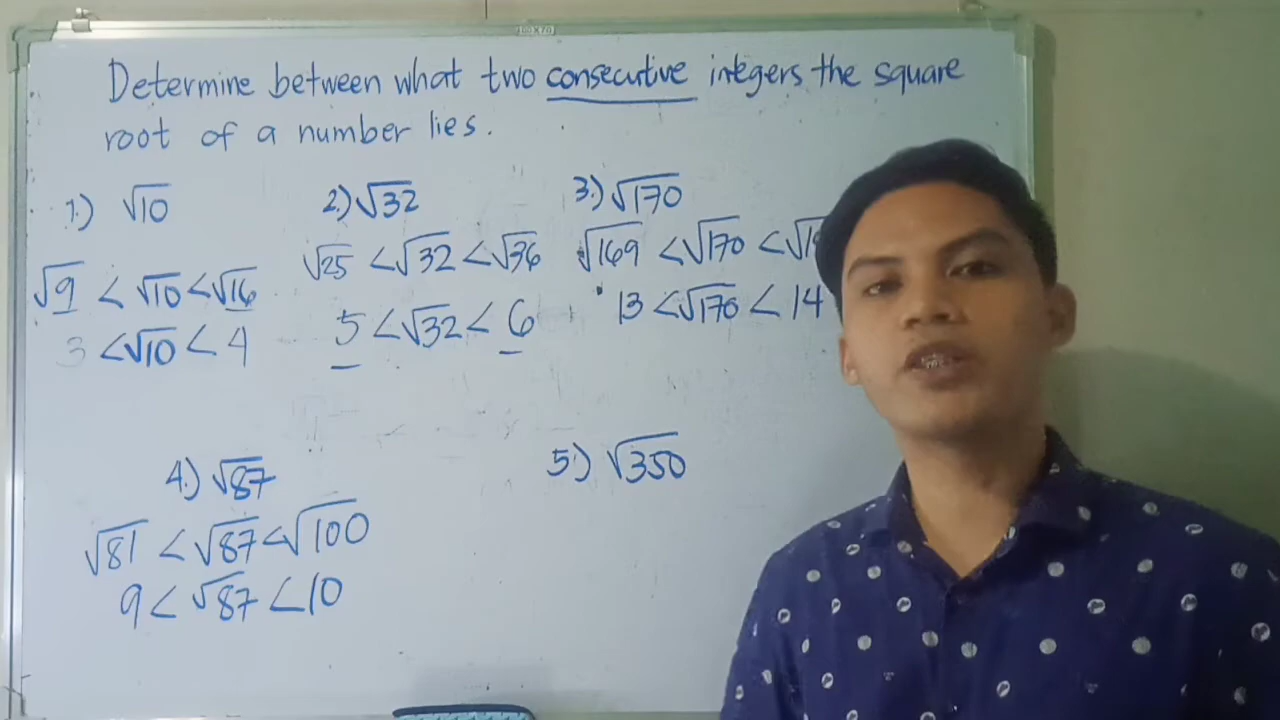 100 x 70
Determine between what two consecutive integers the square
root of a number lies.
1.) √10
√9 < √10 < √16
3 < √10 < 4
2.) √32
√25 < √32 < √36
5 < √32 < 6
3.) √170
√169 < √170 <
13 < √170 < 14
4.) √87
√81 < √87 < √100
9 < √87 < 10
5.) √350